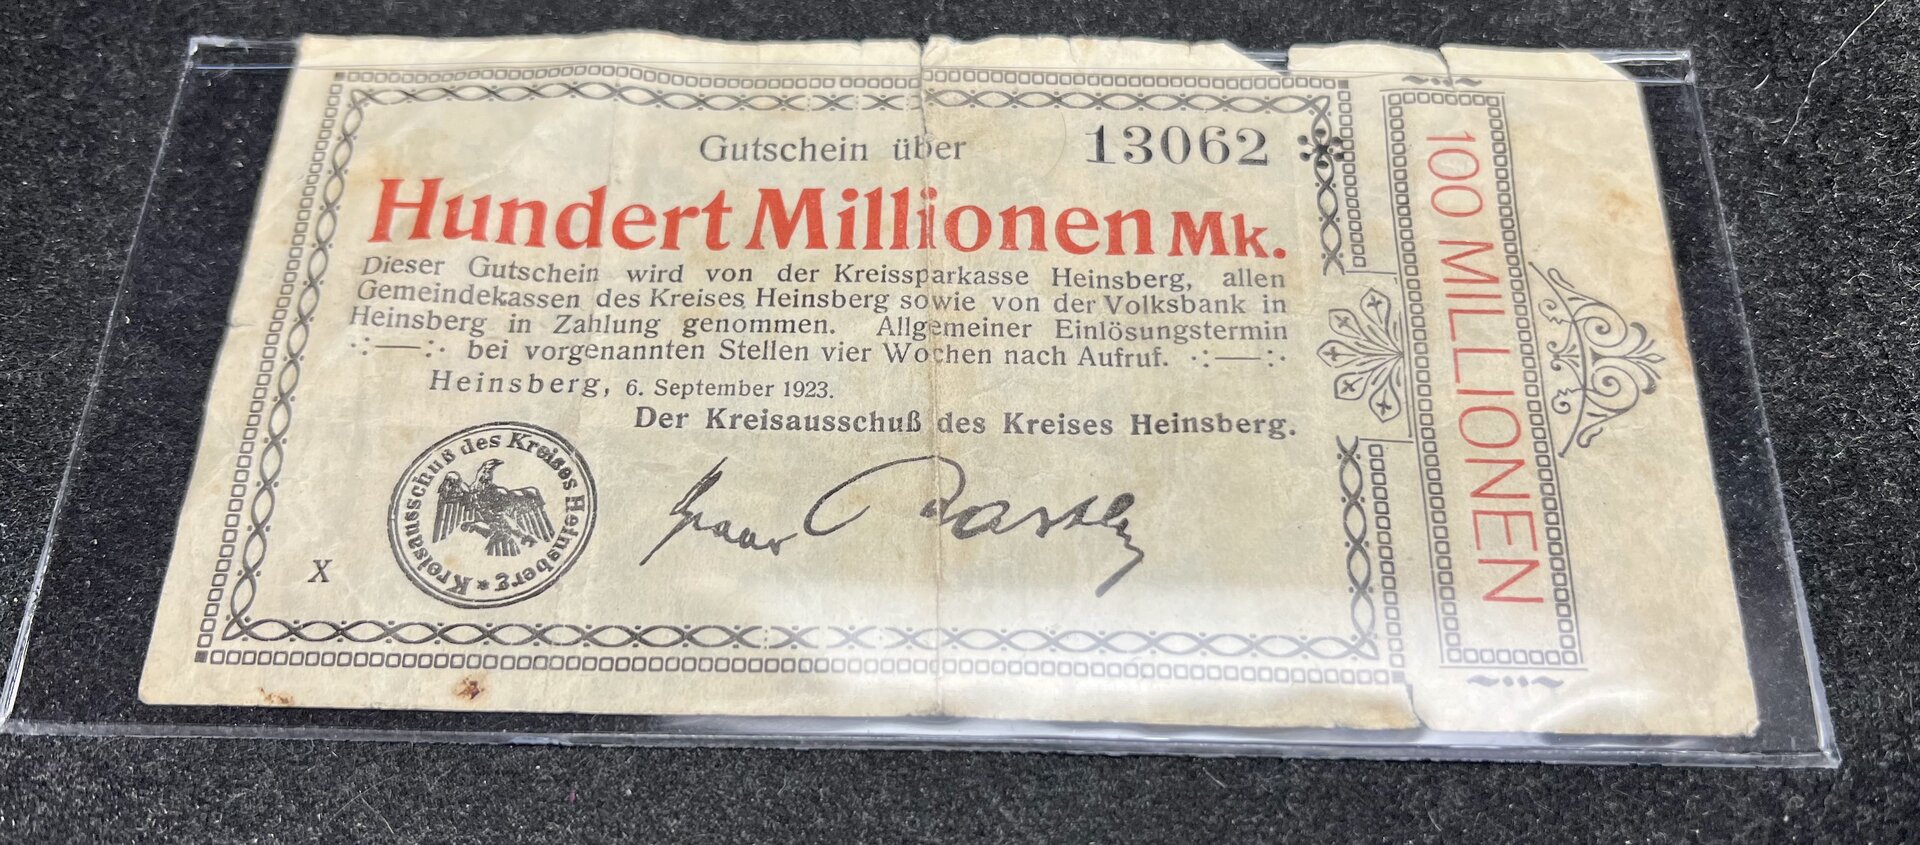 Gutschein über 13062
Hundert Millionen Mk.
Dieser Gutschein wird von der Kreissparkasse Heinsberg, allen
Gemeindekassen des Kreises Heinsberg sowie von der Volksbank in
Heinsberg in Zahlung genommen. Allgemeiner Einlösungstermin
bei vorgenannten Stellen vier Wochen nach Aufruf.
Heinsberg, 6. September 1923.
Der Kreisausschuß des Kreises Heinsberg.
Kreisausschuß des Kreises Heinsberg *
X
100 MILLIONEN